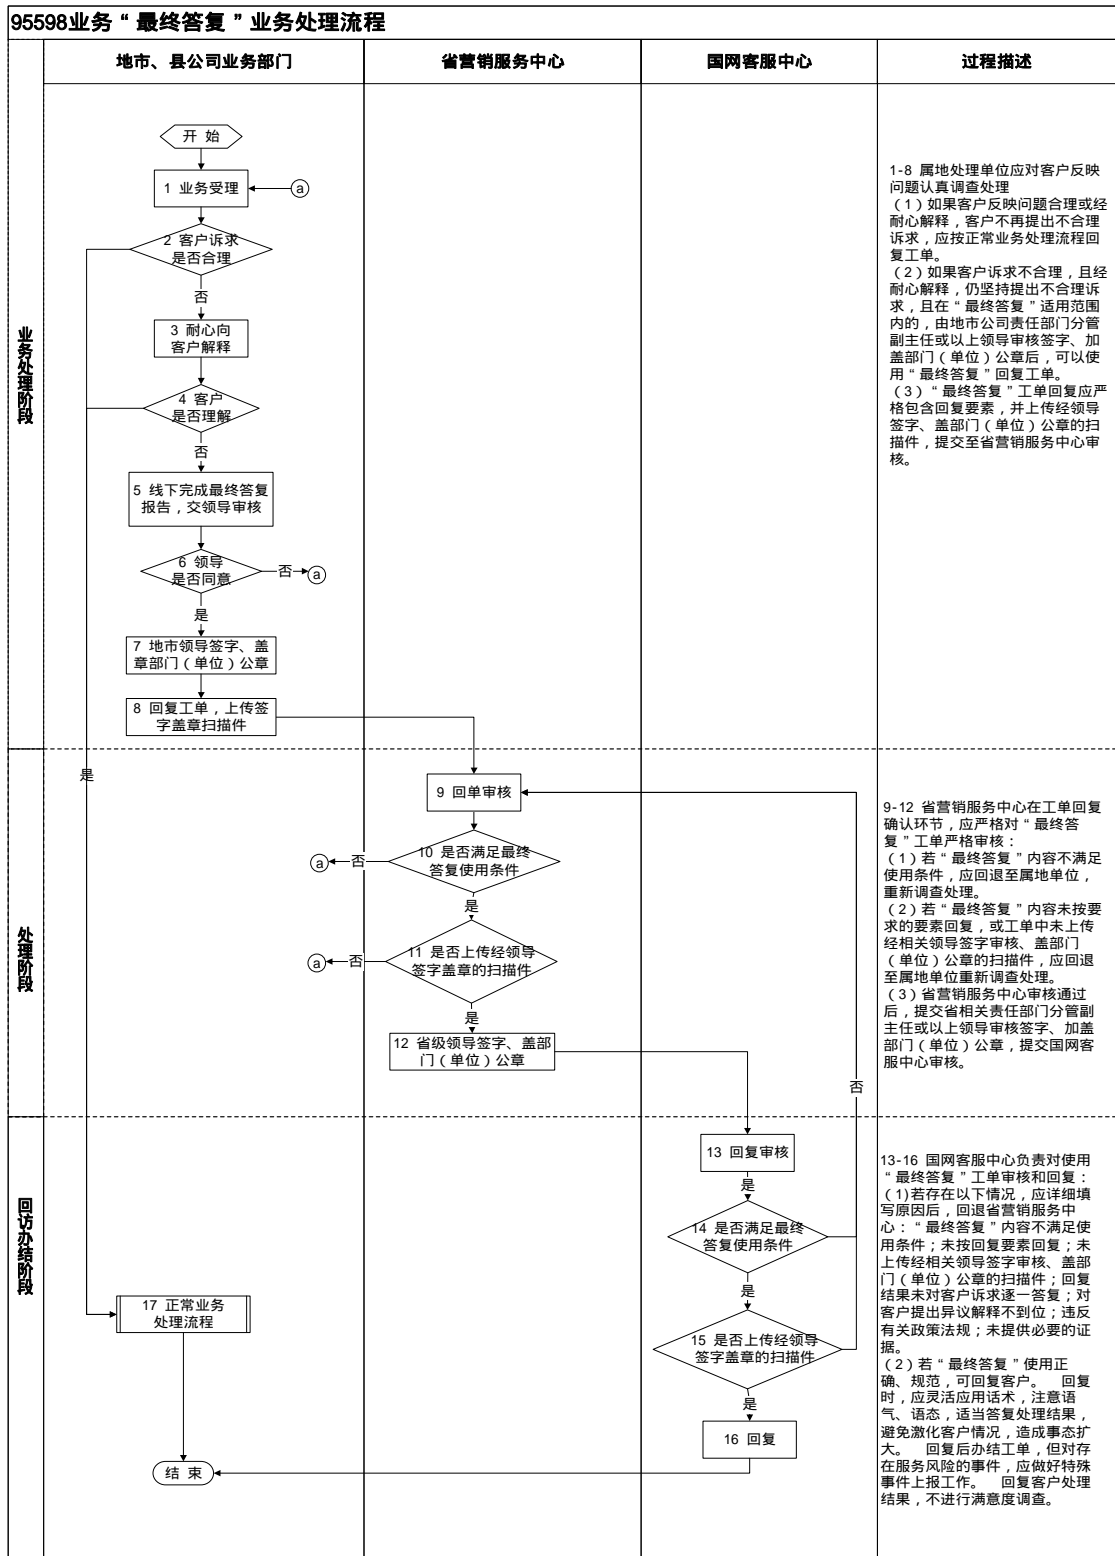 95598业务“最终答复”业务处理流程
地市、县公司业务部门
省营销服务中心
国网客服中心
过程描述
业务处理阶段
开 始
1 业务受理
a
2 客户诉求
是否合理
否
3 耐心向
客户解释
4 客户
是否理解
否
5 线下完成最终答复
报告，交领导审核
6 领导
是否同意
否
a
是
7 地市领导签字、盖
章部门（单位）公章
8 回复工单，上传签
字盖章扫描件
1-8 属地处理单位应对客户反映
问题认真调查处理
（1）如果客户反映问题合理或经
耐心解释，客户不再提出不合理
诉求，应按正常业务处理流程回
复工单。
（2）如果客户诉求不合理，且经
耐心解释，仍坚持提出不合理诉
求，且在“最终答复”适用范围
内的，由地市公司责任部门分管
副主任或以上领导审核签字、加
盖部门（单位）公章后，可以使
用“最终答复”回复工单。
（3）“最终答复”工单回复应严
格包含回复要素，并上传经领导
签字、盖部门（单位）公章的扫
描件，提交至省营销服务中心审
核。
处理阶段
是
9 回单审核
10 是否满足最终
答复使用条件
否
a
是
11 是否上传经领导
签字盖章的扫描件
否
a
是
12 省级领导签字、盖部
门（单位）公章
否
9-12 省营销服务中心在工单回复
确认环节，应严格对“最终答
复”工单严格审核：
（1）若“最终答复”内容不满足
使用条件，应回退至属地单位，
重新调查处理。
（2）若“最终答复”内容未按要
求的要素回复，或工单中未上传
经相关领导签字审核、盖部门
（单位）公章的扫描件，应回退
至属地单位重新调查处理。
（3）省营销服务中心审核通过
后，提交省相关责任部门分管副
主任或以上领导审核签字、加盖
部门（单位）公章，提交国网客
服中心审核。
回访办结阶段
13 回复审核
是
14 是否满足最终
答复使用条件
是
15 是否上传经领导
签字盖章的扫描件
是
16 回复
17 正常业务
处理流程
结 束
13-16 国网客服中心负责对使用
“最终答复”工单审核和回复：
（1)若存在以下情况，应详细填
写原因后，回退省营销服务中
心：“最终答复”内容不满足使
用条件；未按回复要素回复；未
上传经相关领导签字审核、盖部
门（单位）公章的扫描件；回复
结果未对客户诉求逐一答复；对
客户提出异议解释不到位；违反
有关政策法规；未提供必要的证
据。
（2）若“最终答复”使用正
确、规范，可回复客户。 回复
时，应灵活应用话术，注意语
气、语态，适当答复处理结果，
避免激化客户情况，造成事态扩
大。 回复后办结工单，但对存
在服务风险的事件，应做好特殊
事件上报工作。 回复客户处理
结果，不进行满意度调查。